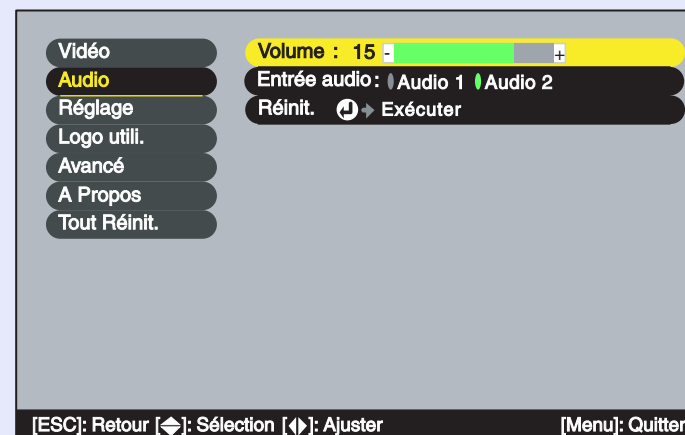 Vidéo
Audio
Réglage
Logo utili.
Avancé
A Propos
Tout Réinit.
Volume : 15 - +
Entrée audio : Audio 1 Audio 2
Réinit. Exécuter
[ESC]: Retour [ ]: Sélection [ ]: Ajuster [Menu]: Quitter